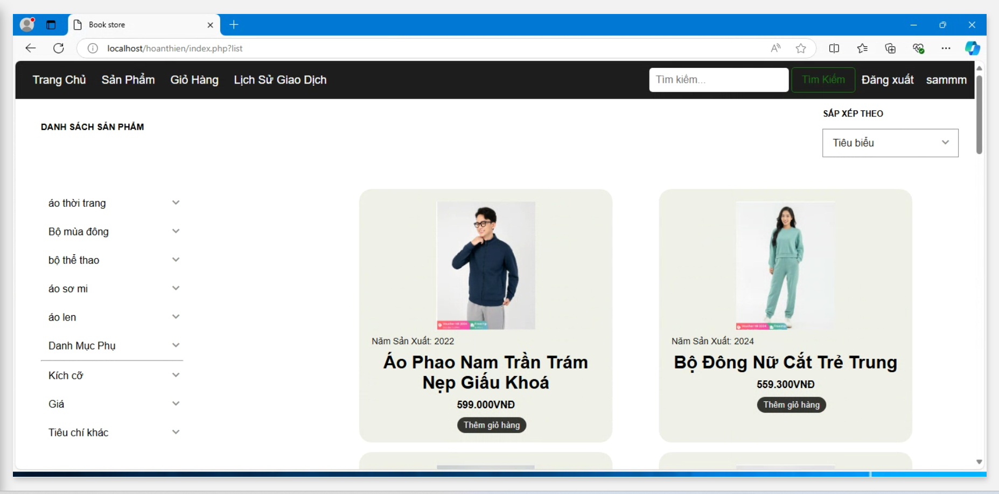 Book store
localhost/hoanthien/index.php?list
Trang Chủ Sản Phẩm Giỏ Hàng Lịch Sử Giao Dịch Tìm kiếm... Tìm Kiếm Đăng xuất sammm
SẮP XẾP THEO
DANH SÁCH SẢN PHẨM
Tiêu biểu
áo thời trang
Bộ mùa đông
bộ thể thao
áo sơ mi
áo len
Danh Mục Phụ
Kích cỡ
Giá
Tiêu chí khác
Năm Sản Xuất: 2022
Áo Phao Nam Trần Trám
Nẹp Giấu Khoá
599.000VNĐ
Thêm giỏ hàng
Năm Sản Xuất: 2024
Bộ Đông Nữ Cắt Trẻ Trung
559.300VNĐ
Thêm giỏ hàng